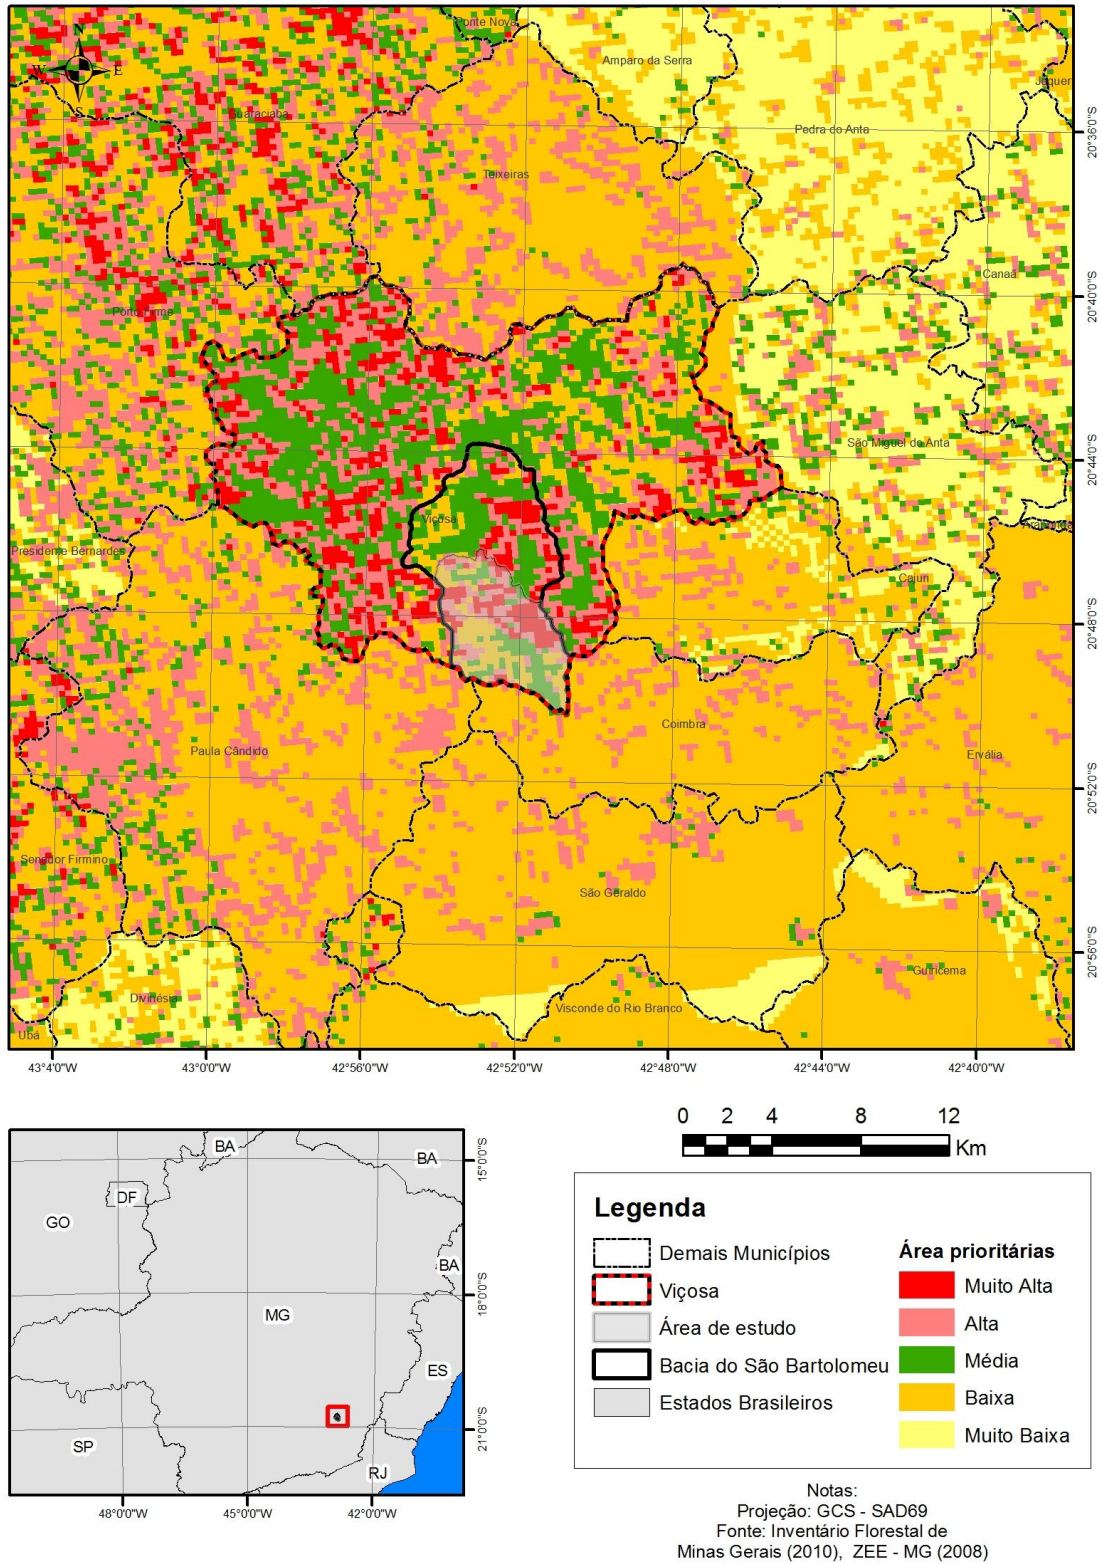 Ponte Nova
N
W
E
S
Amparo da Serra
Jequeri
Guaraciaba
Pedra do Anta
20°36'0"S
Teixeiras
Canaã
20°40'0"S
Porto Firme
São Miguel do Anta
20°44'0"S
Viçosa
Araponga
Presidente Bernardes
Cajuri
20°48'0"S
Coimbra
Paula Cândido
Ervália
20°52'0"S
Senador Firmino
São Geraldo
20°56'0"S
Guiricema
Divinésia
Visconde do Rio Branco
Ubá
43°4'0"W
43°0'0"W
42°56'0"W
42°52'0"W
42°48'0"W
42°44'0"W
42°40'0"W
0 2 4 8 12
Km
BA
BA
15°0'0"S
DF
GO
BA
18°0'0"S
MG
ES
21°0'0"S
SP
RJ
48°0'0"W
45°0'0"W
42°0'0"W
Legenda
Demais Municípios
Viçosa
Área de estudo
Bacia do São Bartolomeu
Estados Brasileiros
Área prioritárias
Muito Alta
Alta
Média
Baixa
Muito Baixa
Notas:
Projeção: GCS - SAD69
Fonte: Inventário Florestal de
Minas Gerais (2010), ZEE - MG (2008)